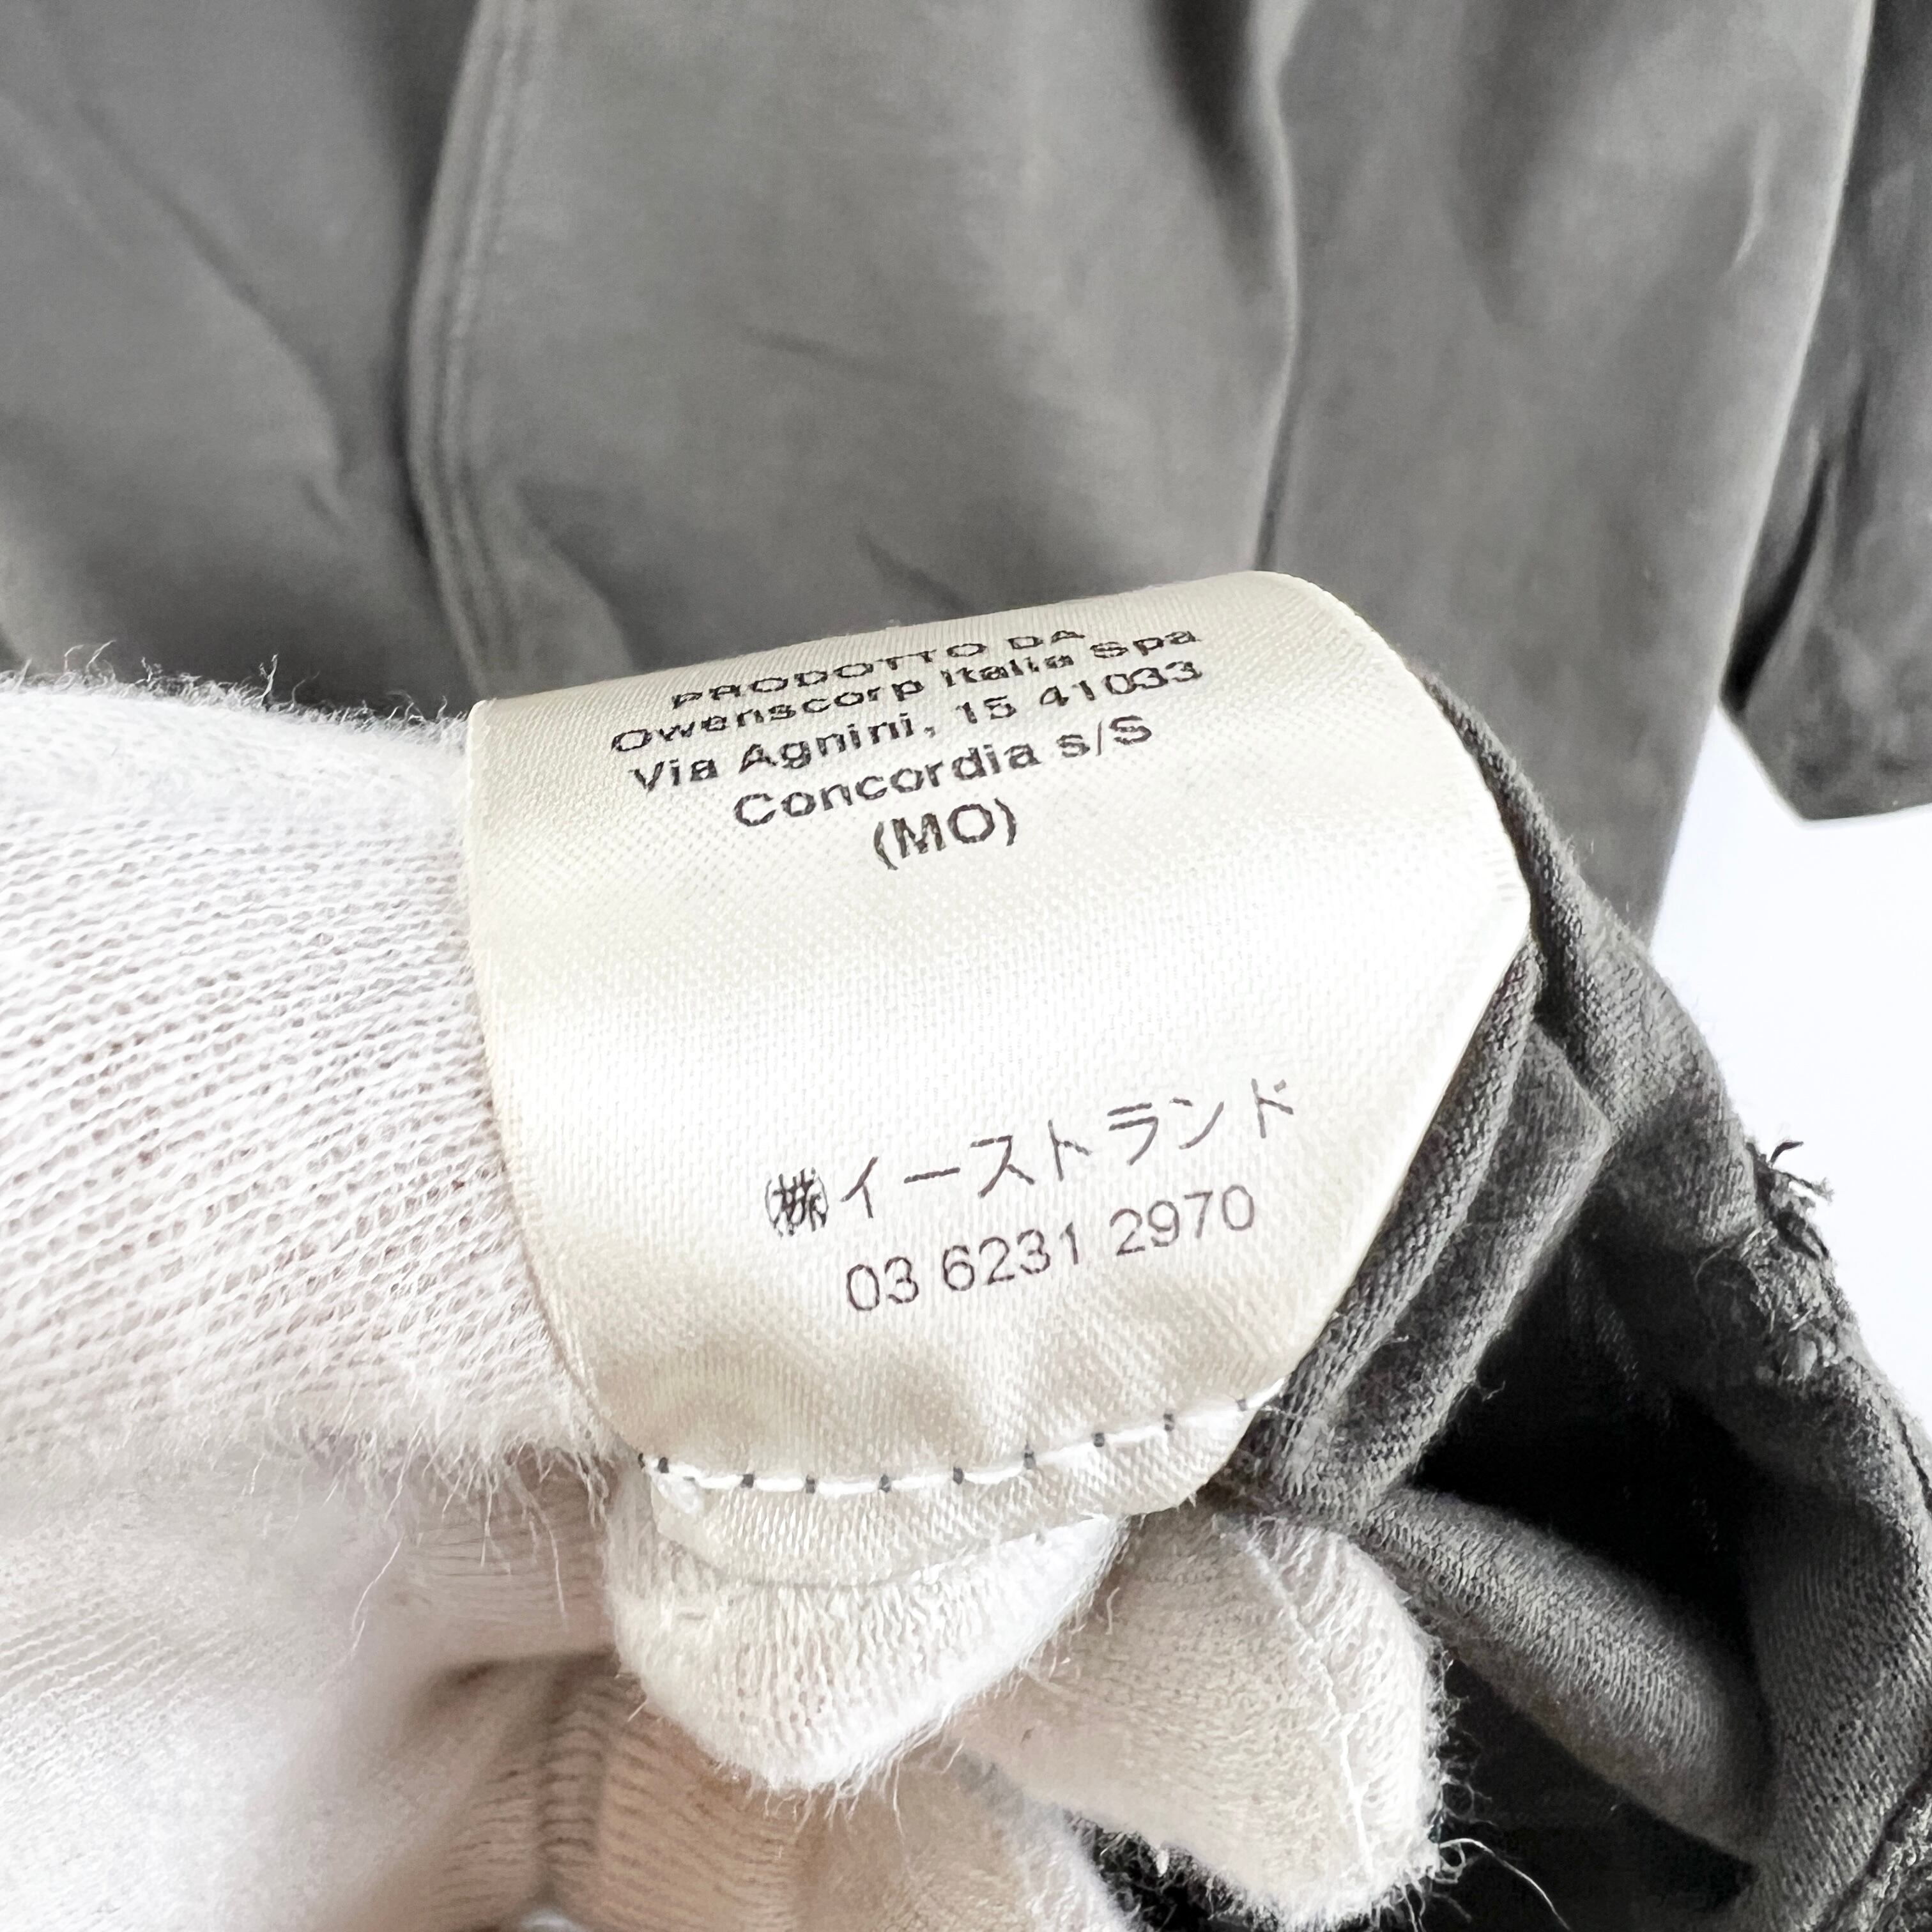 PRODOTTO DA
Owenscorp Italia Spa
Via Agnini, 15 41033
Concordia s/S
(MO)
㈱イーストランド
03 6231 2970